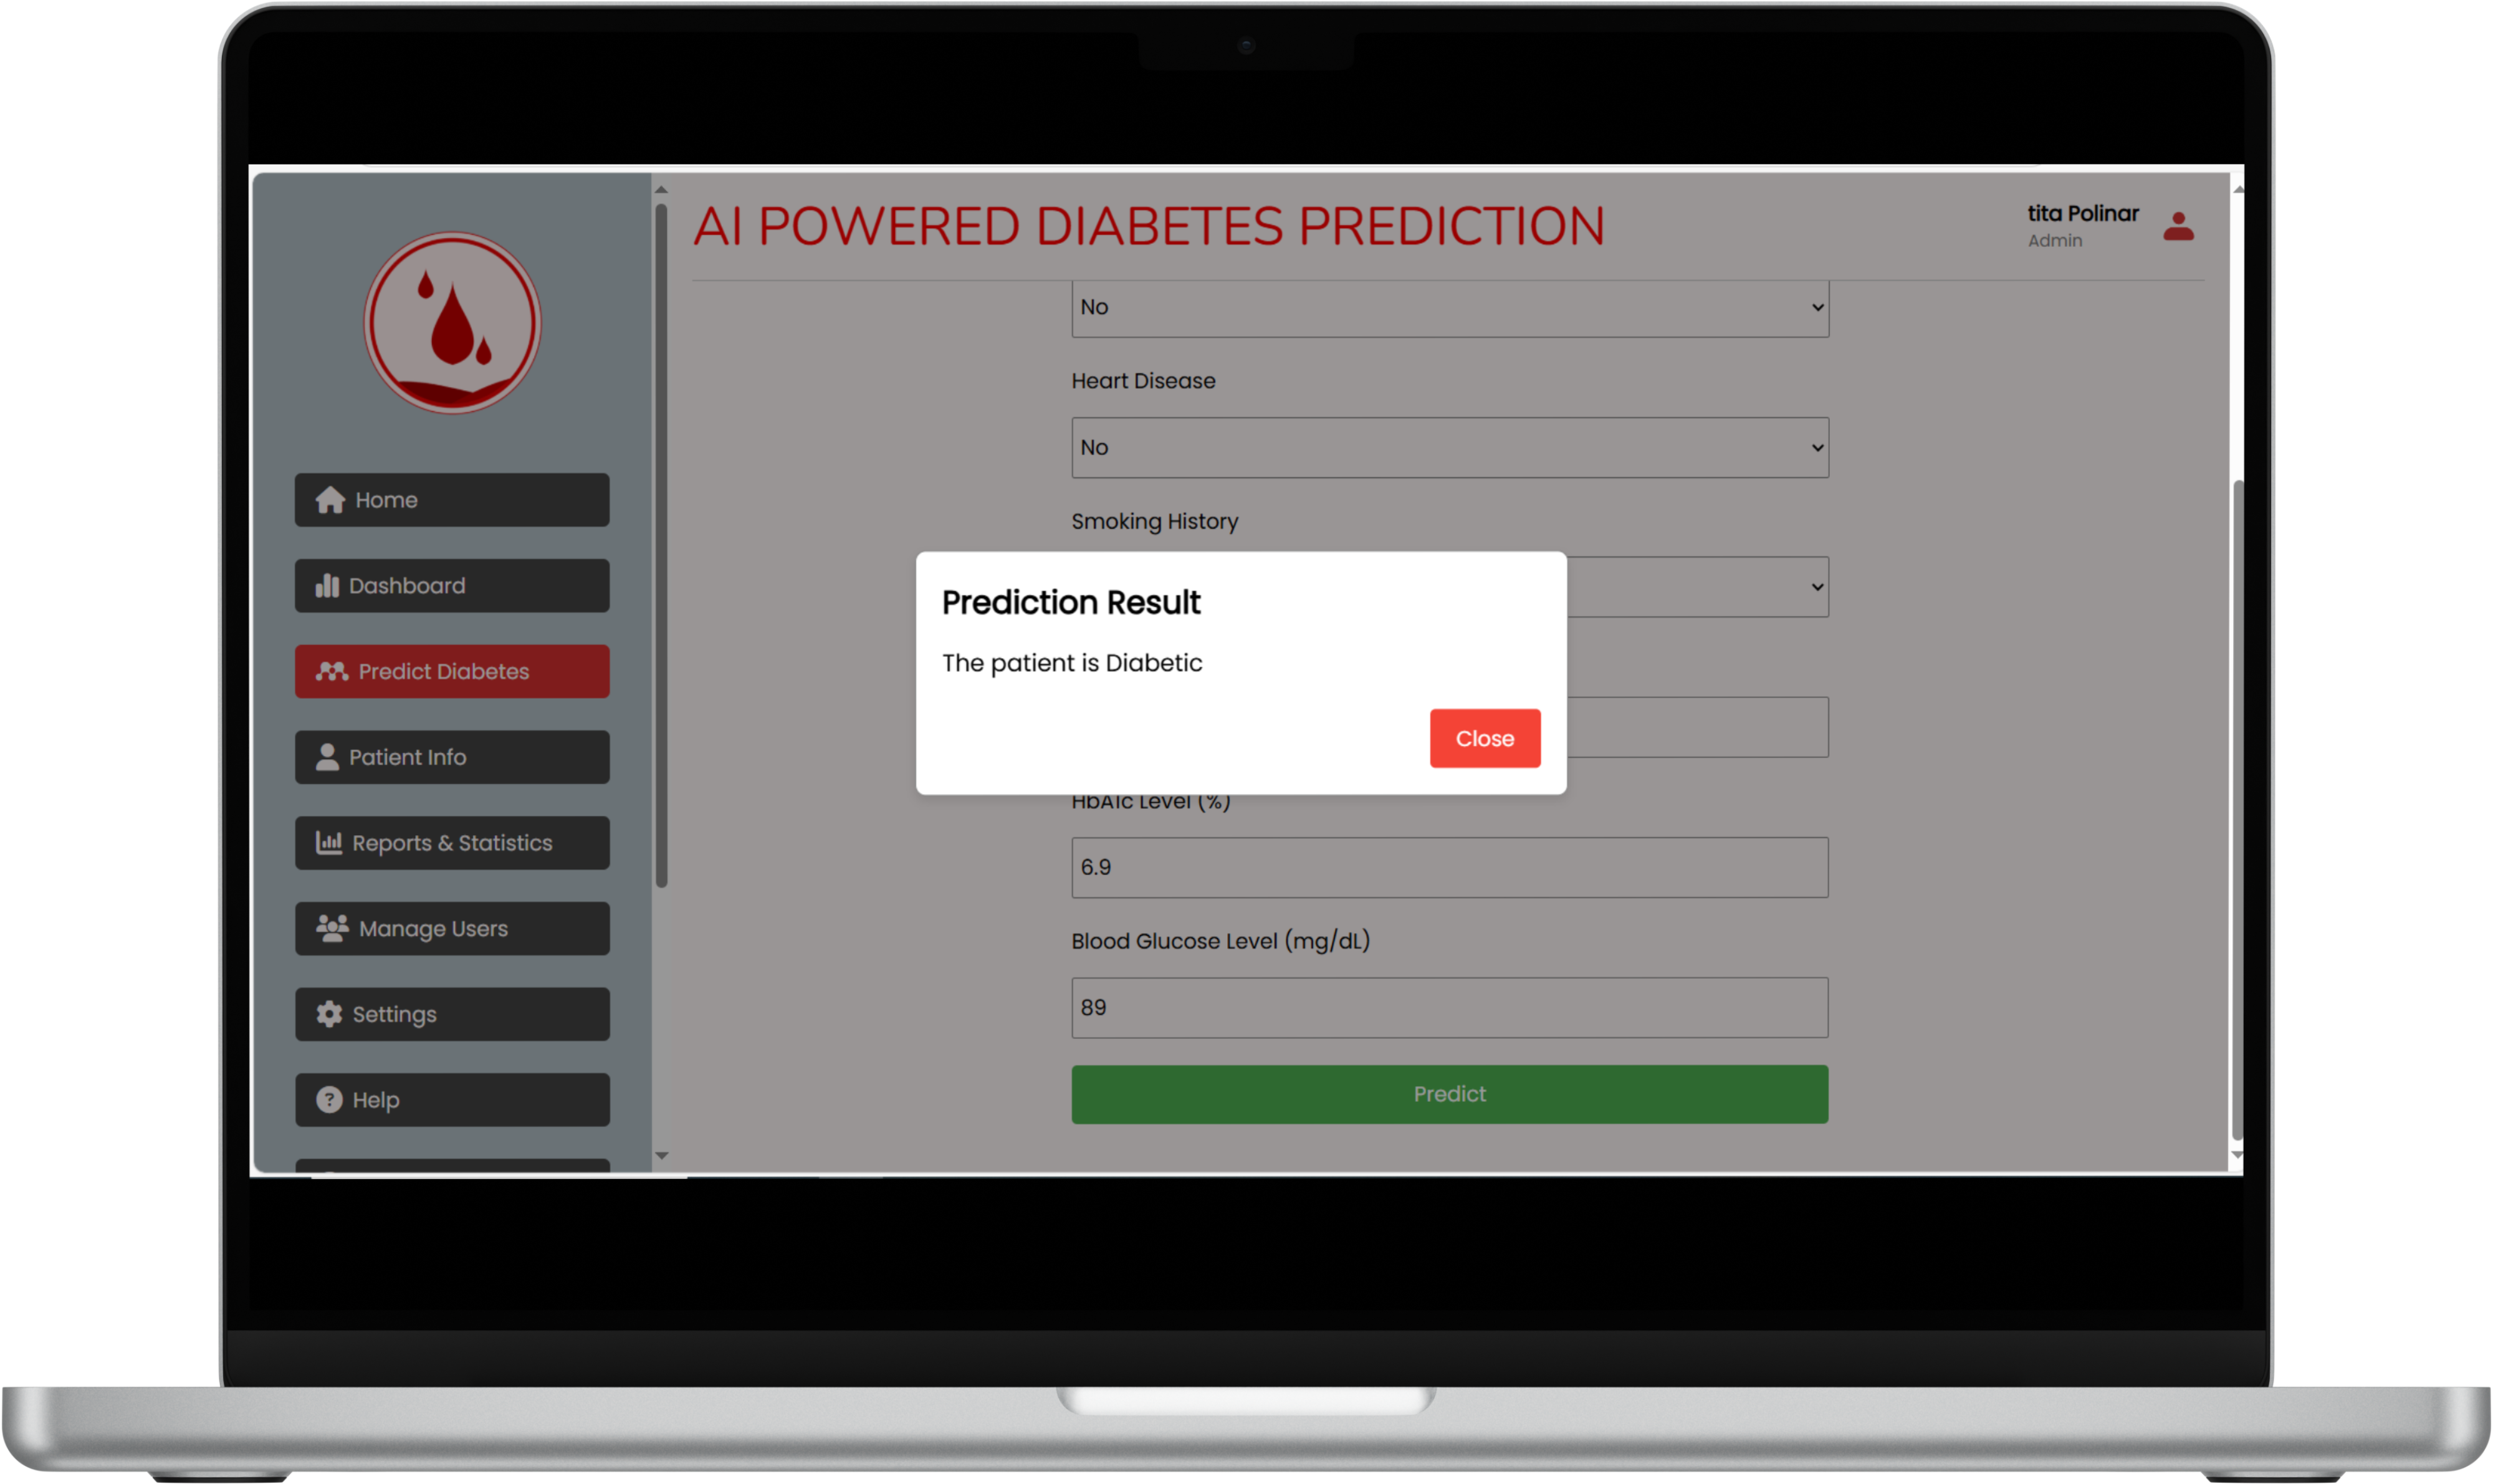 AI POWERED DIABETES PREDICTION
tita Polinar
Admin
Home
Dashboard
Predict Diabetes
Patient Info
Reports & Statistics
Manage Users
Settings
Help
No
Heart Disease
No
Smoking History
Prediction Result
The patient is Diabetic
Close
HbA1c Level (%)
6.9
Blood Glucose Level (mg/dL)
89
Predict